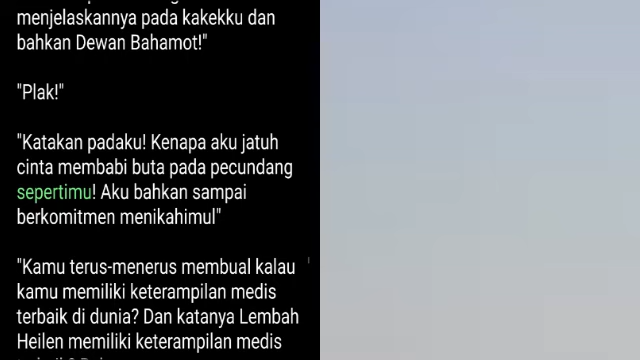 menjelaskannya pada kakekku dan
bahkan Dewan Bahamot!"
"Plak!"
"Katakan padaku! Kenapa aku jatuh
cinta membabi buta pada pecundang
sepertimu! Aku bahkan sampai
berkomitmen menikahimul"
"Kamu terus-menerus membual kalau
kamu memiliki keterampilan medis
terbaik di dunia? Dan katanya Lembah
Heilen memiliki keterampilan medis